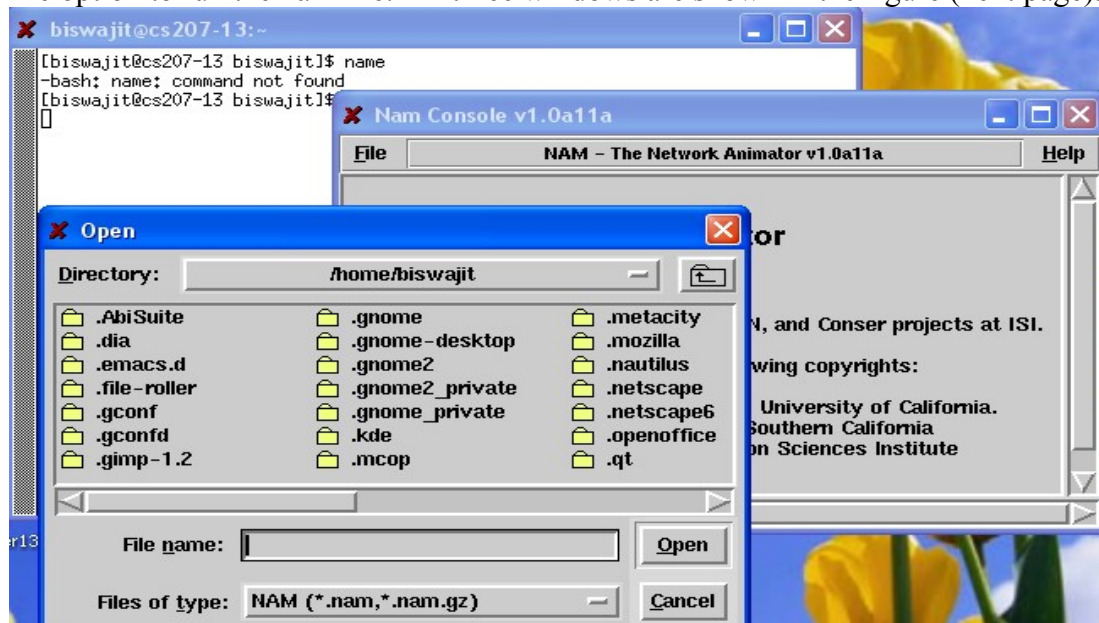 biswajit@cs207-13:~
[biswajit@cs207-13 biswajit]$ name
-bash: name: command not found
[biswajit@cs207-13 biswajit]$
Nam Console v1.0a11a
File NAM - The Network Animator v1.0a11a Help
Open
Directory: /home/biswajit
.AbiSuite .gnome .metacity
.dia .gnome-desktop .mozilla
.emacs.d .gnome2 .nautilus
.file-roller .gnome2_private .netscape
.gconf .gnome_private .netscape6
.gconfd .kde .openoffice
.gimp-1.2 .mcop .qt
File name: Open
Files of type: NAM (*.nam,*.nam.gz) Cancel
tor
N, and Conser projects at ISI.
wing copyrights:
University of California.
Southern California
on Sciences Institute